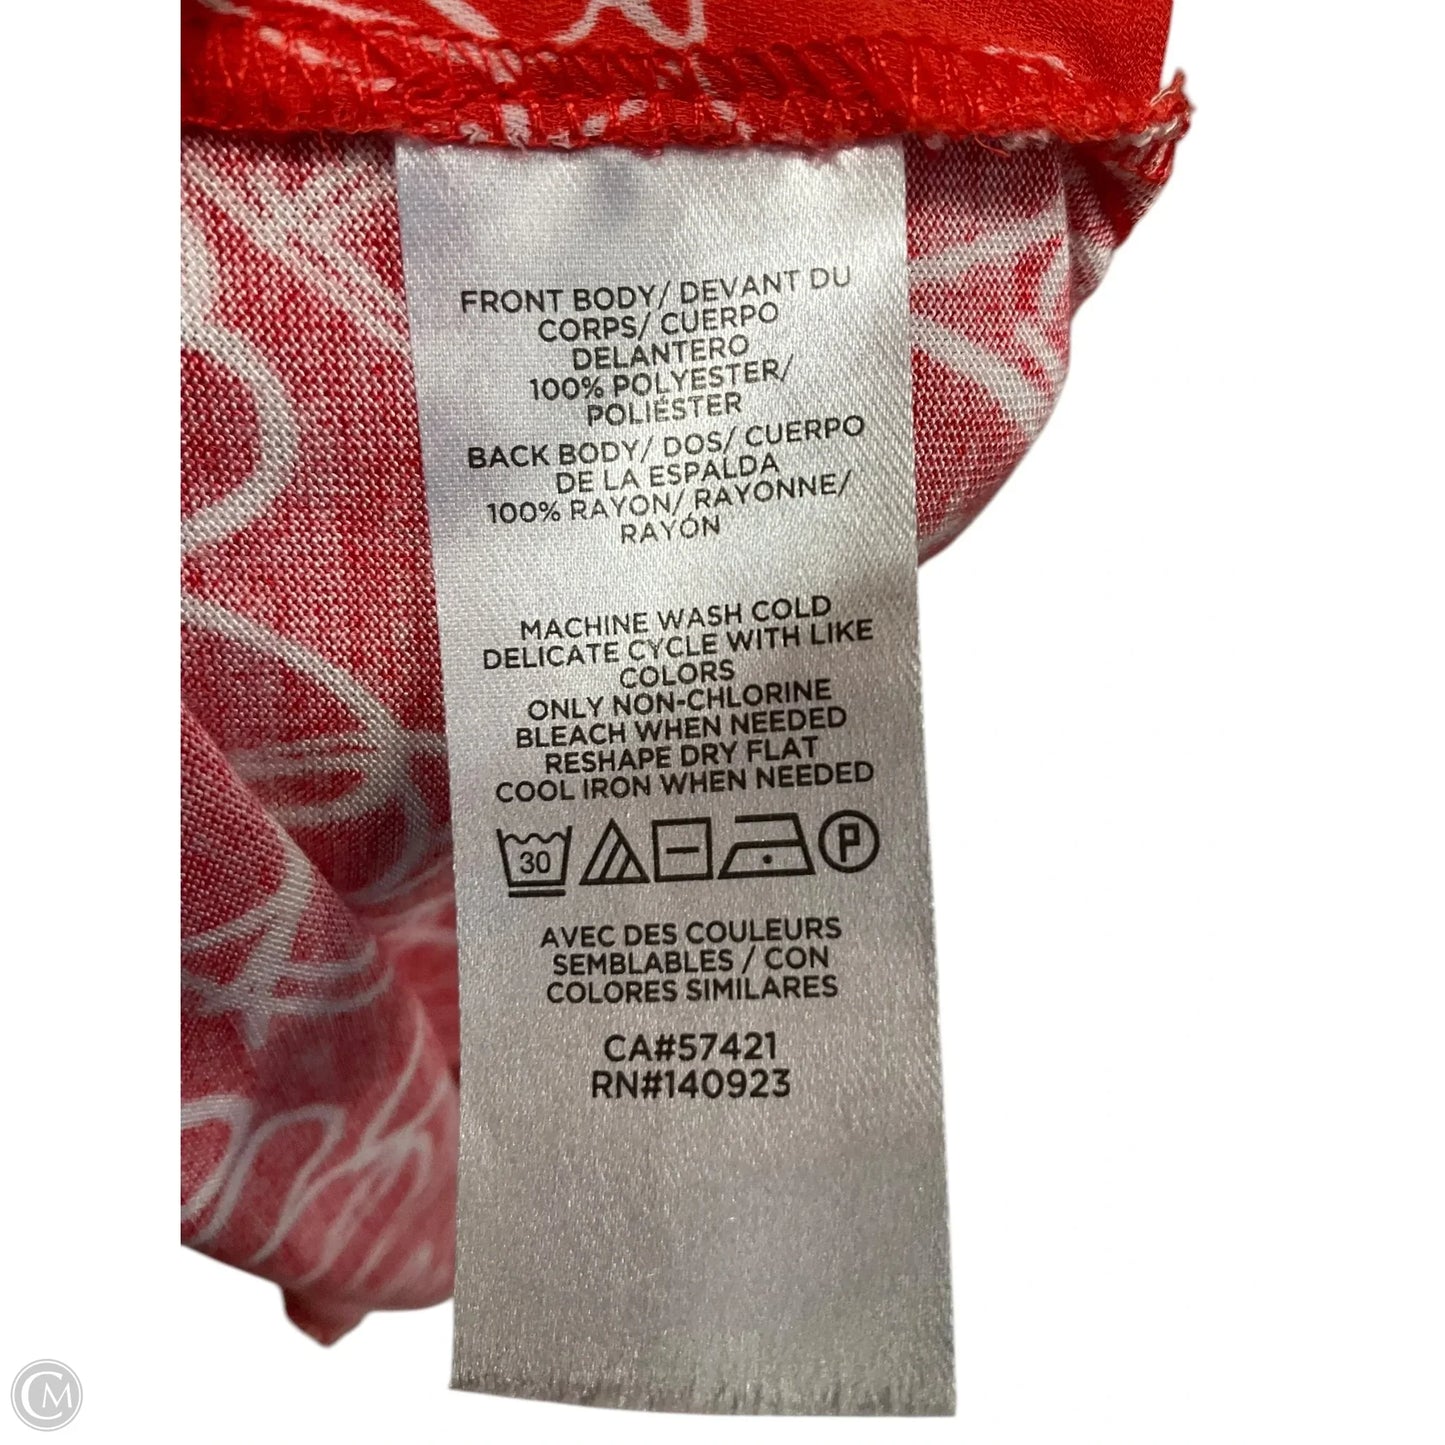 FRONT BODY/ DEVANT DU
CORPS/ CUERPO
DELANTERO
100% POLYESTER/
POLIÉSTER
BACK BODY/ DOS/ CUERPO
DE LA ESPALDA
100% RAYON/ RAYONNE/
RAYÓN
MACHINE WASH COLD
DELICATE CYCLE WITH LIKE
COLORS
ONLY NON-CHLORINE
BLEACH WHEN NEEDED
RESHAPE DRY FLAT
COOL IRON WHEN NEEDED
30 P
AVEC DES COULEURS
SEMBLABLES / CON
COLORES SIMILARES
CA#57421
RN#140923
CM